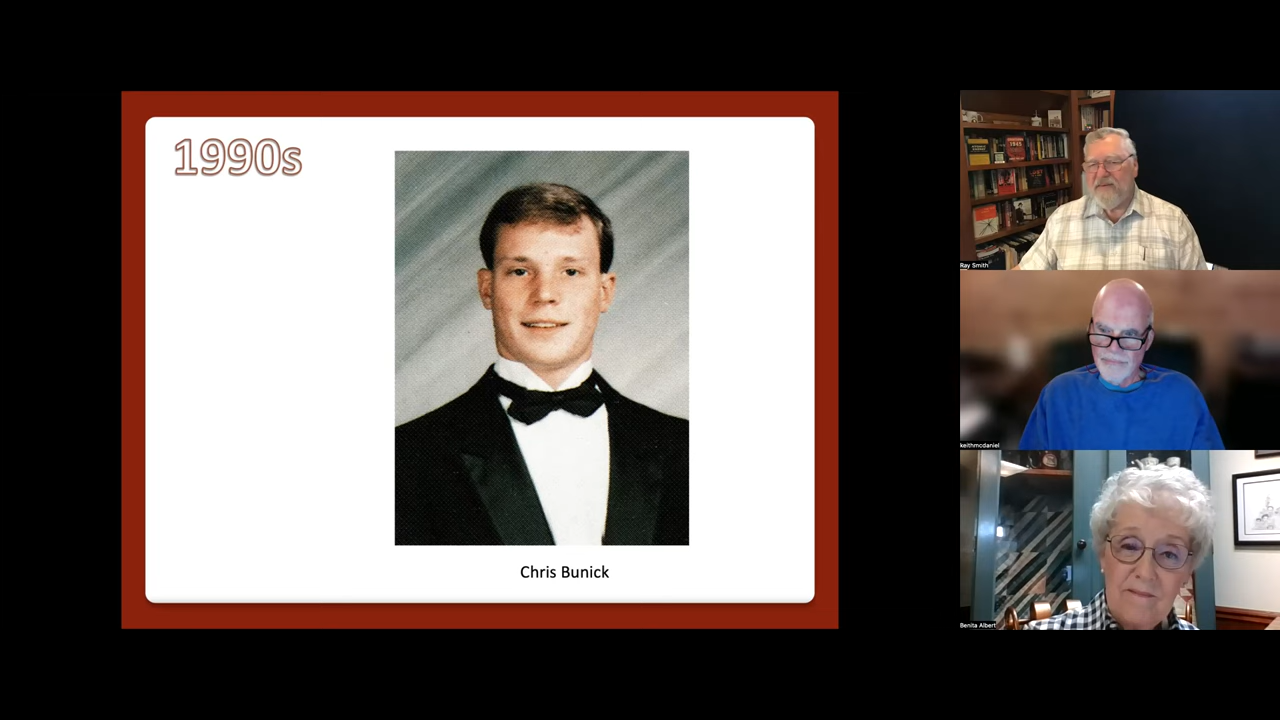 1990s
Chris Bunick
Ray Smith
keithmcdaniel
Benita Albert